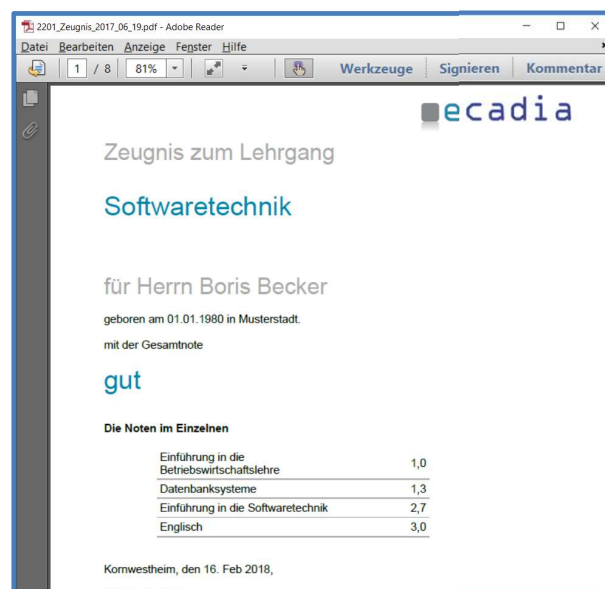 2201_Zeugnis_2017_06_19.pdf - Adobe Reader
Datei Bearbeiten Anzeige Fenster Hilfe
1 / 8 81% Werkzeuge Signieren Kommentar
ecadia
Zeugnis zum Lehrgang
Softwaretechnik
für Herrn Boris Becker
geboren am 01.01.1980 in Musterstadt.
mit der Gesamtnote
gut
Die Noten im Einzelnen
Einführung in die
Betriebswirtschaftslehre 1,0
Datenbanksysteme 1,3
Einführung in die Softwaretechnik 2,7
Englisch 3,0
Kornwestheim, den 16. Feb 2018,